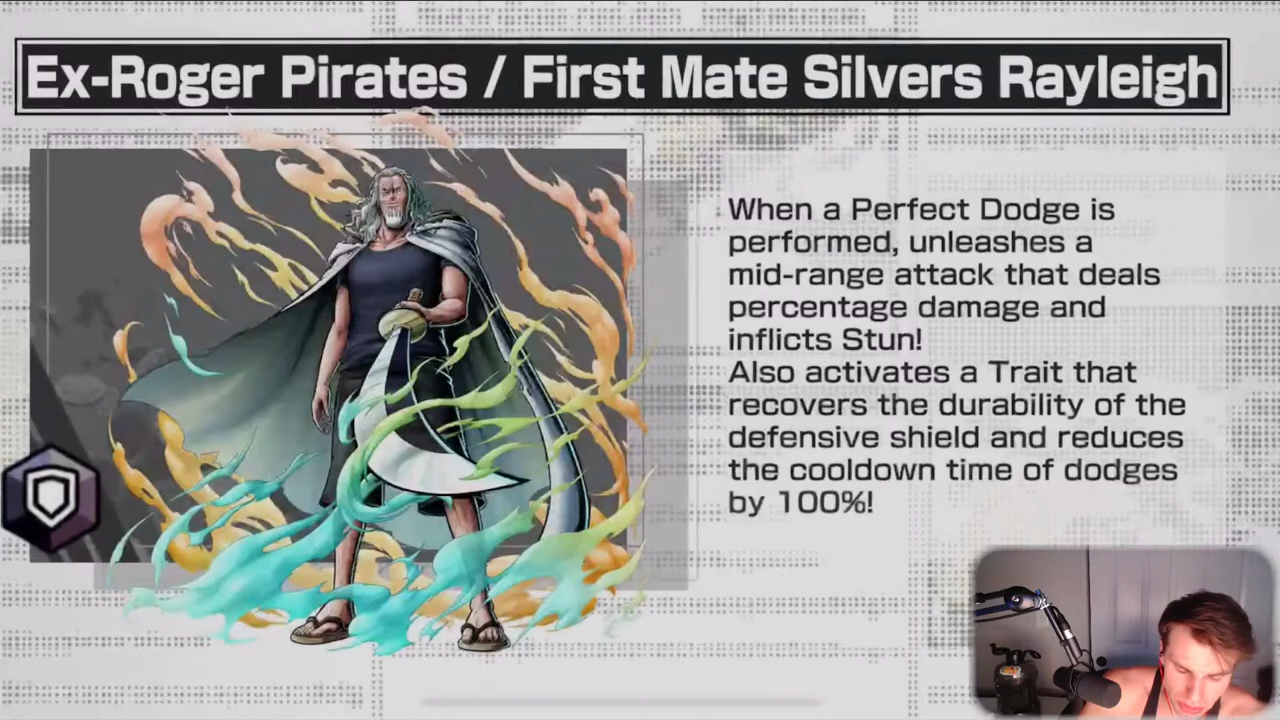 Ex-Roger Pirates / First Mate Silvers Rayleigh
When a Perfect Dodge is
performed, unleashes a
mid-range attack that deals
percentage damage and
inflicts Stun!
Also activates a Trait that
recovers the durability of the
defensive shield and reduces
the cooldown time of dodges
by 100%!